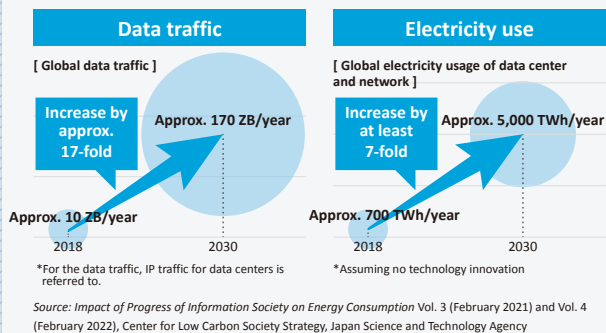 Data traffic
[ Global data traffic ]
Increase by
approx.
17-fold
Approx. 170 ZB/year
Approx. 10 ZB/year
2018
2030
*For the data traffic, IP traffic for data centers is
referred to.
Electricity use
[ Global electricity usage of data center
and network ]
Increase by
at least
7-fold
Approx. 5,000 TWh/year
Approx. 700 TWh/year
2018
2030
*Assuming no technology innovation
Source: Impact of Progress of Information Society on Energy Consumption Vol. 3 (February 2021) and Vol. 4
(February 2022), Center for Low Carbon Society Strategy, Japan Science and Technology Agency